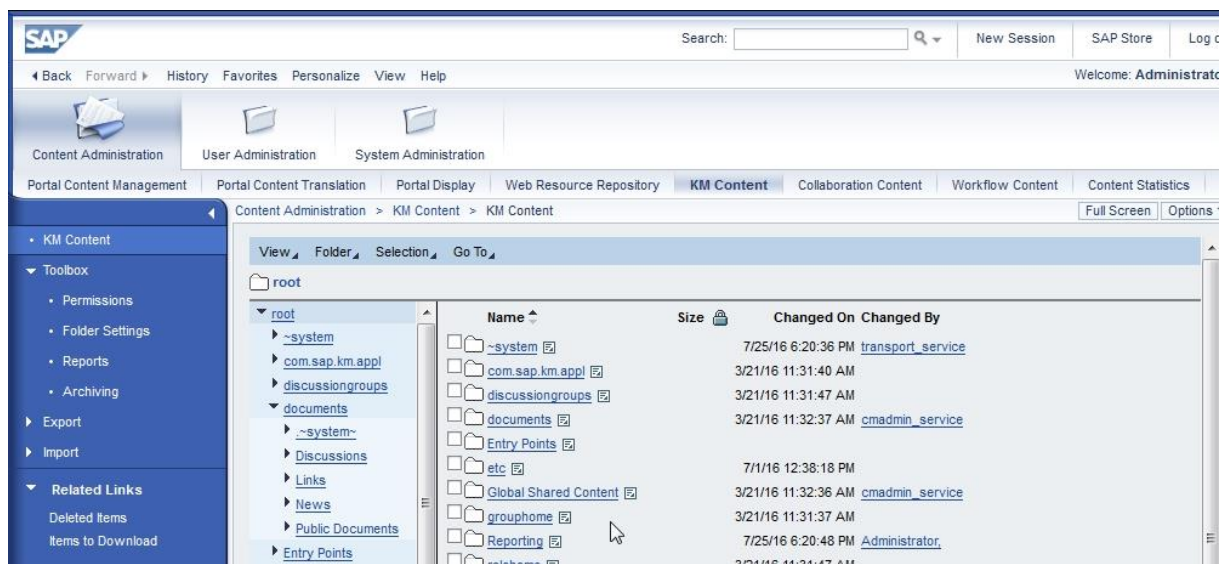 SAP Search: New Session SAP Store Log
Back Forward History Favorites Personalize View Help Welcome: Administrato
Content Administration User Administration System Administration
Portal Content Management Portal Content Translation Portal Display Web Resource Repository KM Content Collaboration Content Workflow Content Content Statistics
Content Administration > KM Content > KM Content Full Screen Options
• KM Content
Toolbox
• Permissions
• Folder Settings
• Reports
• Archiving
Export
Import
Related Links
Deleted Items
Items to Download
View Folder Selection Go To
root
root
~system
com.sap.km.appl
discussiongroups
documents
.~system~
Discussions
Links
News
Public Documents
Entry Points
Name Size Changed On Changed By
~system 7/25/16 6:20:36 PM transport_service
com.sap.km.appl 3/21/16 11:31:40 AM
discussiongroups 3/21/16 11:31:47 AM
documents 3/21/16 11:32:37 AM cmadmin_service
Entry Points
etc 7/1/16 12:38:18 PM
Global Shared Content 3/21/16 11:32:36 AM cmadmin_service
grouphome 3/21/16 11:31:37 AM
Reporting 7/25/16 6:20:48 PM Administrator,